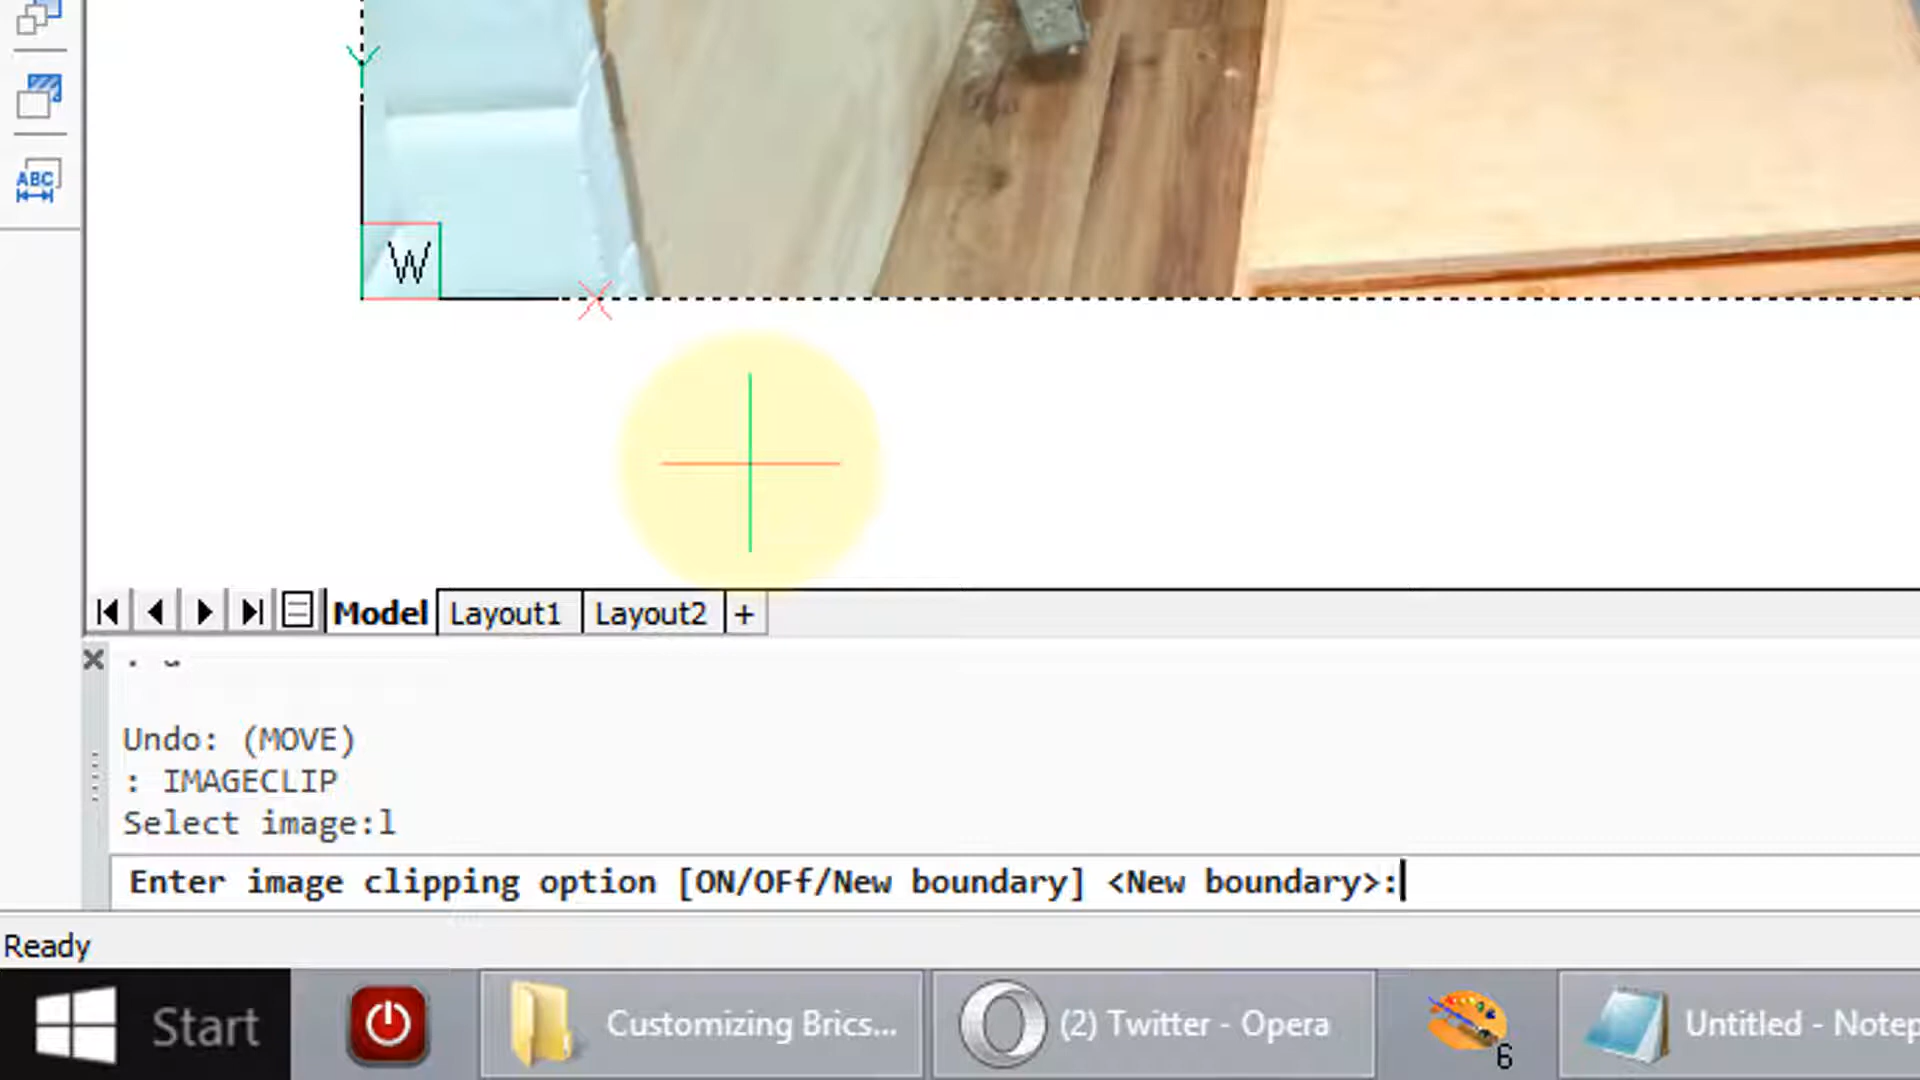 ABC
Y
W
X
Model Layout1 Layout2 +
Undo: (MOVE)
: IMAGECLIP
Select image:l
Enter image clipping option [ON/OFf/New boundary] <New boundary>:
Ready
Start Customizing Brics... (2) Twitter - Opera 6 Untitled - Notep